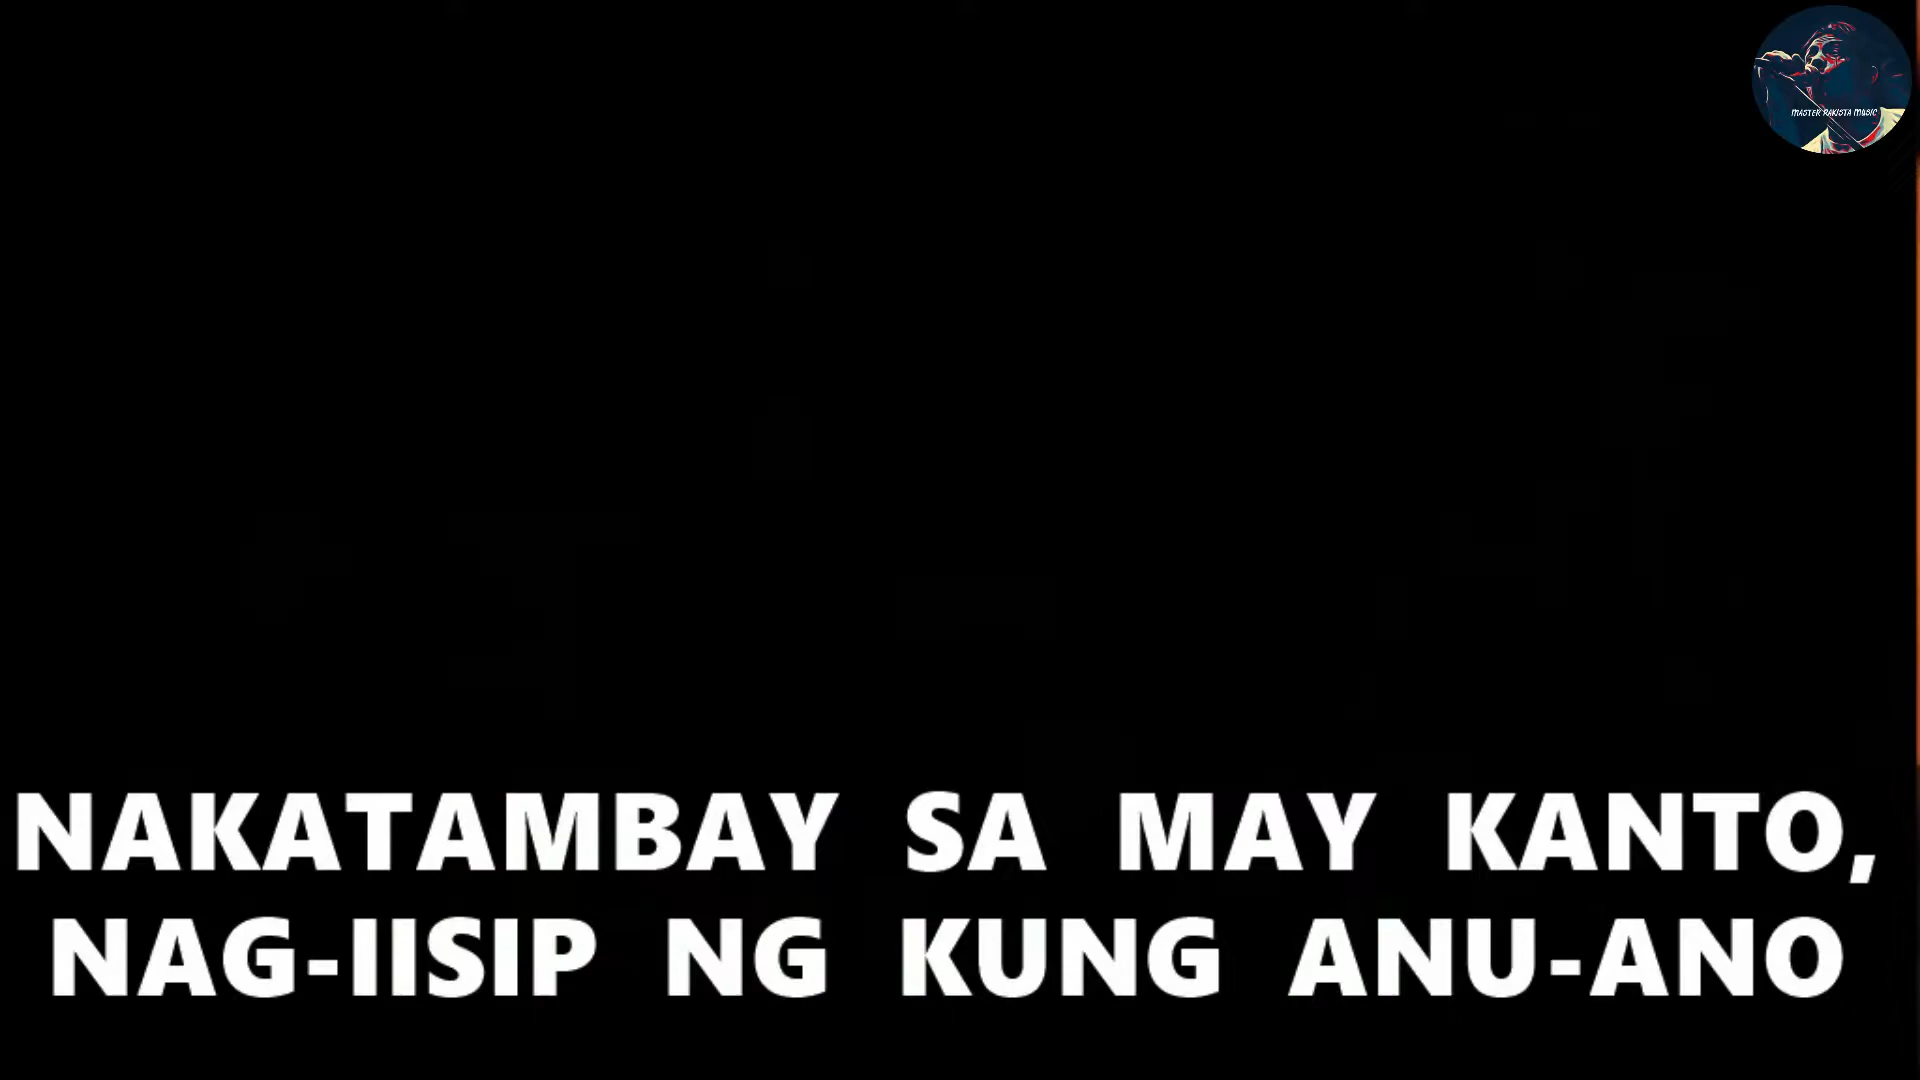 MASTER RAKISTA MUSIC
NAKATAMBAY SA MAY KANTO,
NAG-IISIP NG KUNG ANU-ANO